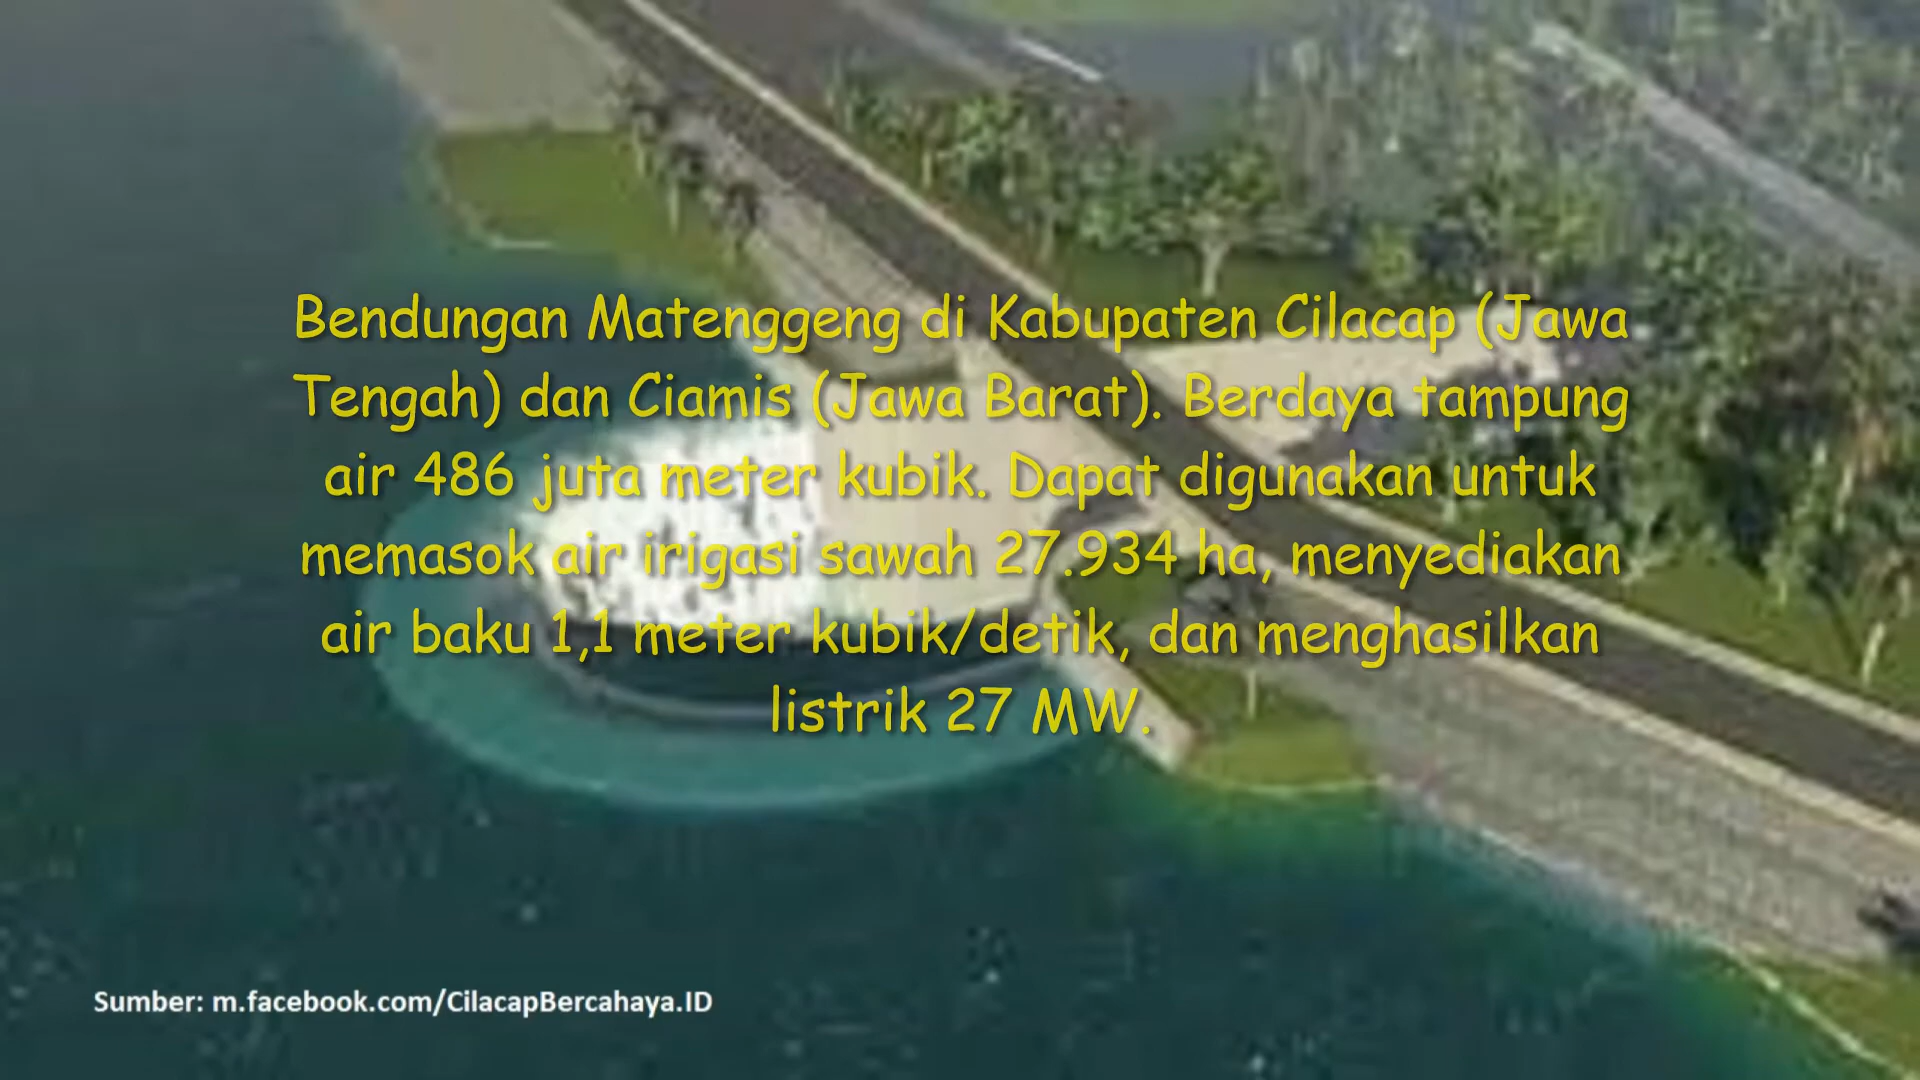 Bendungan Matenggeng di Kabupaten Cilacap (Jawa
Tengah) dan Ciamis (Jawa Barat). Berdaya tampung
air 486 juta meter kubik. Dapat digunakan untuk
memasok air irigasi sawah 27.934 ha, menyediakan
air baku 1,1 meter kubik/detik, dan menghasilkan
listrik 27 MW.
Sumber: m.facebook.com/CilacapBercahaya.ID